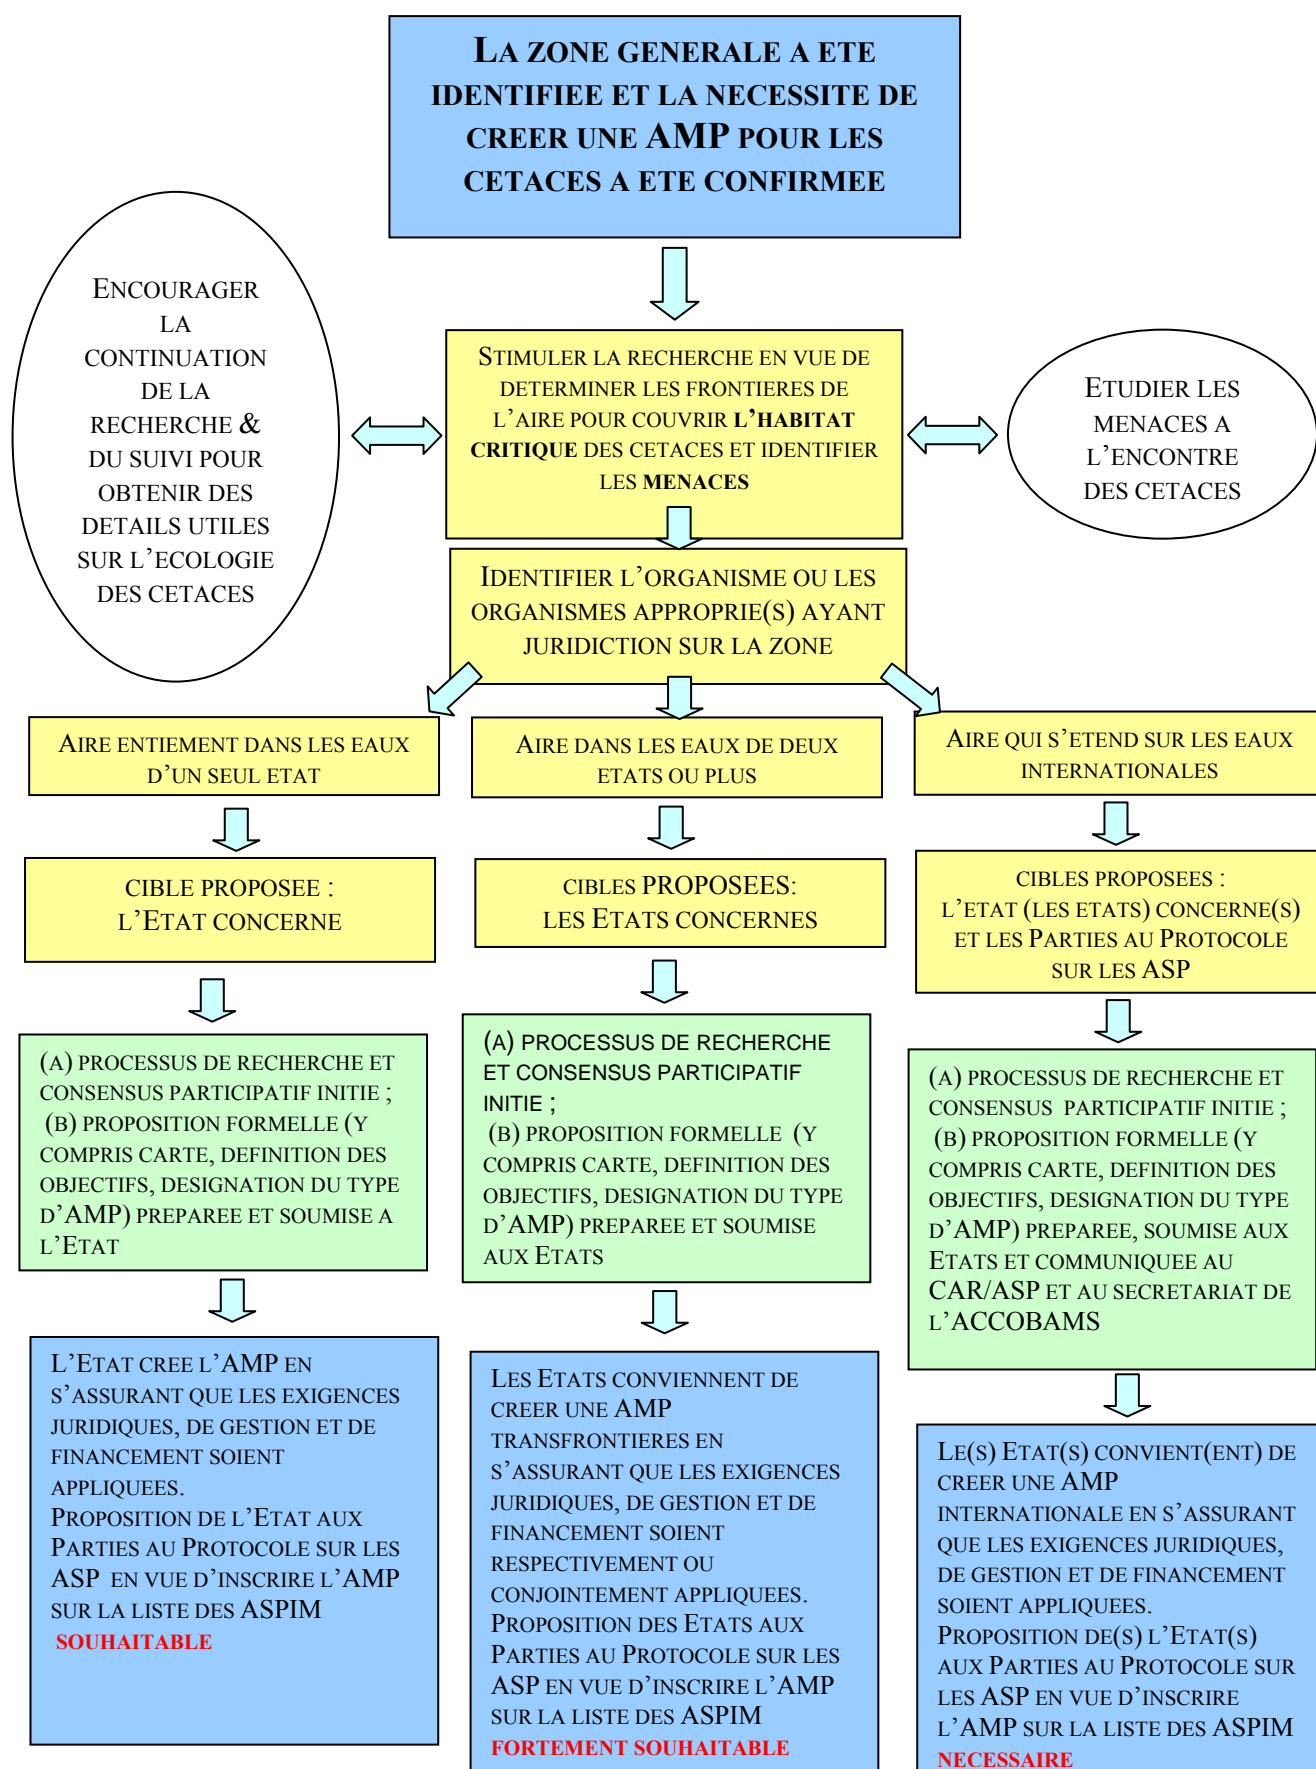 LA ZONE GENERALE A ETE
IDENTIFIEE ET LA NECESSITE DE
CREER UNE AMP POUR LES
CETACES A ETE CONFIRMEE
ENCOURAGER
LA
CONTINUATION
DE LA
RECHERCHE &
DU SUIVI POUR
OBTENIR DES
DETAILS UTILES
SUR L’ECOLOGIE
DES CETACES
STIMULER LA RECHERCHE EN VUE DE
DETERMINER LES FRONTIERES DE
L’AIRE POUR COUVRIR L’HABITAT
CRITIQUE DES CETACES ET IDENTIFIER
LES MENACES
ETUDIER LES
MENACES A
L’ENCONTRE
DES CETACES
IDENTIFIER L’ORGANISME OU LES
ORGANISMES APPROPRIE(S) AYANT
JURIDICTION SUR LA ZONE
AIRE ENTIEMENT DANS LES EAUX
D’UN SEUL ETAT
AIRE DANS LES EAUX DE DEUX
ETATS OU PLUS
AIRE QUI S’ETEND SUR LES EAUX
INTERNATIONALES
CIBLE PROPOSEE :
L’ETAT CONCERNE
CIBLES PROPOSEES:
LES ETATS CONCERNES
CIBLES PROPOSEES :
L’ETAT (LES ETATS) CONCERNE(S)
ET LES PARTIES AU PROTOCOLE
SUR LES ASP
(A) PROCESSUS DE RECHERCHE ET
CONSENSUS PARTICIPATIF INITIE ;
(B) PROPOSITION FORMELLE (Y
COMPRIS CARTE, DEFINITION DES
OBJECTIFS, DESIGNATION DU TYPE
D’AMP) PREPAREE ET SOUMISE A
L’ETAT
(A) PROCESSUS DE RECHERCHE
ET CONSENSUS PARTICIPATIF
INITIE ;
(B) PROPOSITION FORMELLE (Y
COMPRIS CARTE, DEFINITION DES
OBJECTIFS, DESIGNATION DU TYPE
D’AMP) PREPAREE ET SOUMISE
AUX ETATS
(A) PROCESSUS DE RECHERCHE ET
CONSENSUS PARTICIPATIF INITIE ;
(B) PROPOSITION FORMELLE (Y
COMPRIS CARTE, DEFINITION DES
OBJECTIFS, DESIGNATION DU TYPE
D’AMP) PREPAREE, SOUMISE AUX
ETATS ET COMMUNIQUEE AU
CAR/ASP ET AU SECRETARIAT DE
L’ACCOBAMS
L’ETAT CREE L’AMP EN
S’ASSURANT QUE LES EXIGENCES
JURIDIQUES, DE GESTION ET DE
FINANCEMENT SOIENT
APPLIQUEES.
PROPOSITION DE L’ETAT AUX
PARTIES AU PROTOCOLE SUR LES
ASP EN VUE D’INSCRIRE L’AMP
SUR LA LISTE DES ASPIM
SOUHAITABLE
LES ETATS CONVIENNENT DE
CREER UNE AMP
TRANSFRONTIERES EN
S’ASSURANT QUE LES EXIGENCES
JURIDIQUES, DE GESTION ET DE
FINANCEMENT SOIENT
RESPECTIVEMENT OU
CONJOINTEMENT APPLIQUEES.
PROPOSITION DES ETATS AUX
PARTIES AU PROTOCOLE SUR LES
ASP EN VUE D’INSCRIRE L’AMP
SUR LA LISTE DES ASPIM
FORTEMENT SOUHAITABLE
LE(S) ETAT(S) CONVIENT(ENT) DE
CREER UNE AMP
INTERNATIONALE EN S’ASSURANT
QUE LES EXIGENCES JURIDIQUES,
DE GESTION ET DE FINANCEMENT
SOIENT APPLIQUEES.
PROPOSITION DE(S) L’ETAT(S)
AUX PARTIES AU PROTOCOLE SUR
LES ASP EN VUE D’INSCRIRE
L’AMP SUR LA LISTE DES ASPIM
NECESSAIRE